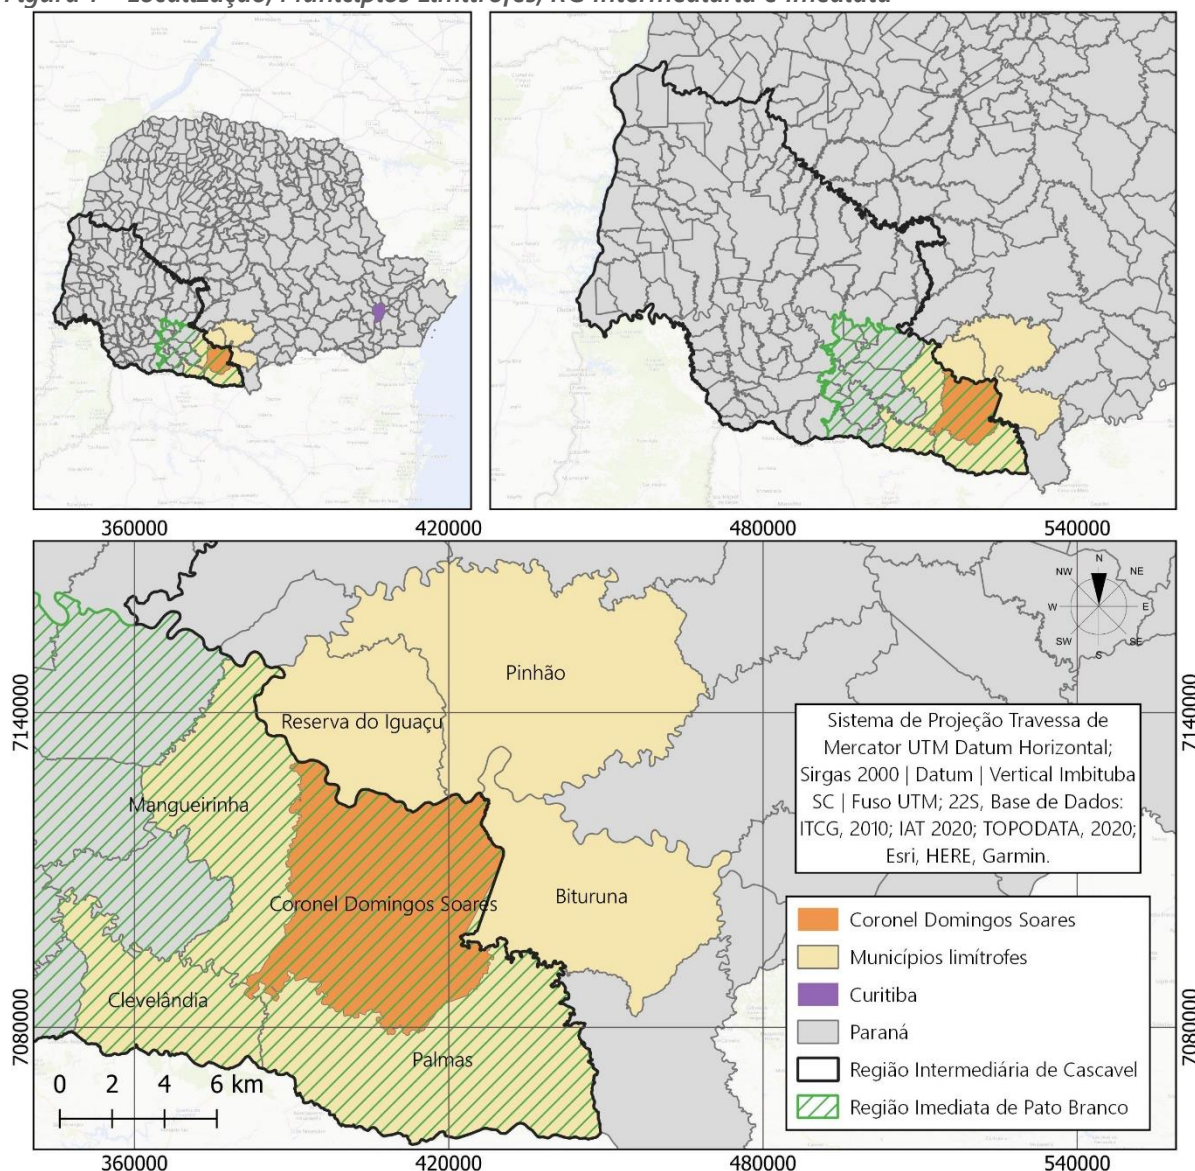 Figura 1 – Localização, Municípios Limítrofes, RG Intermediária e Imediata
360000
420000
480000
540000
NW
N
NE
W
E
SW
S
SE
7140000
7140000
Pinhão
Reserva do Iguaçu
Mangueirinha
Coronel Domingos Soares
Bituruna
Clevelândia
Palmas
7080000
7080000
Sistema de Projeção Travessa de
Mercator UTM Datum Horizontal;
Sirgas 2000 | Datum | Vertical Imbituba
SC | Fuso UTM; 22S, Base de Dados:
ITCG, 2010; IAT 2020; TOPODATA, 2020;
Esri, HERE, Garmin.
Coronel Domingos Soares
Municípios limítrofes
Curitiba
Paraná
Região Intermediária de Cascavel
Região Imediata de Pato Branco
0 2 4 6 km
360000
420000
480000
540000